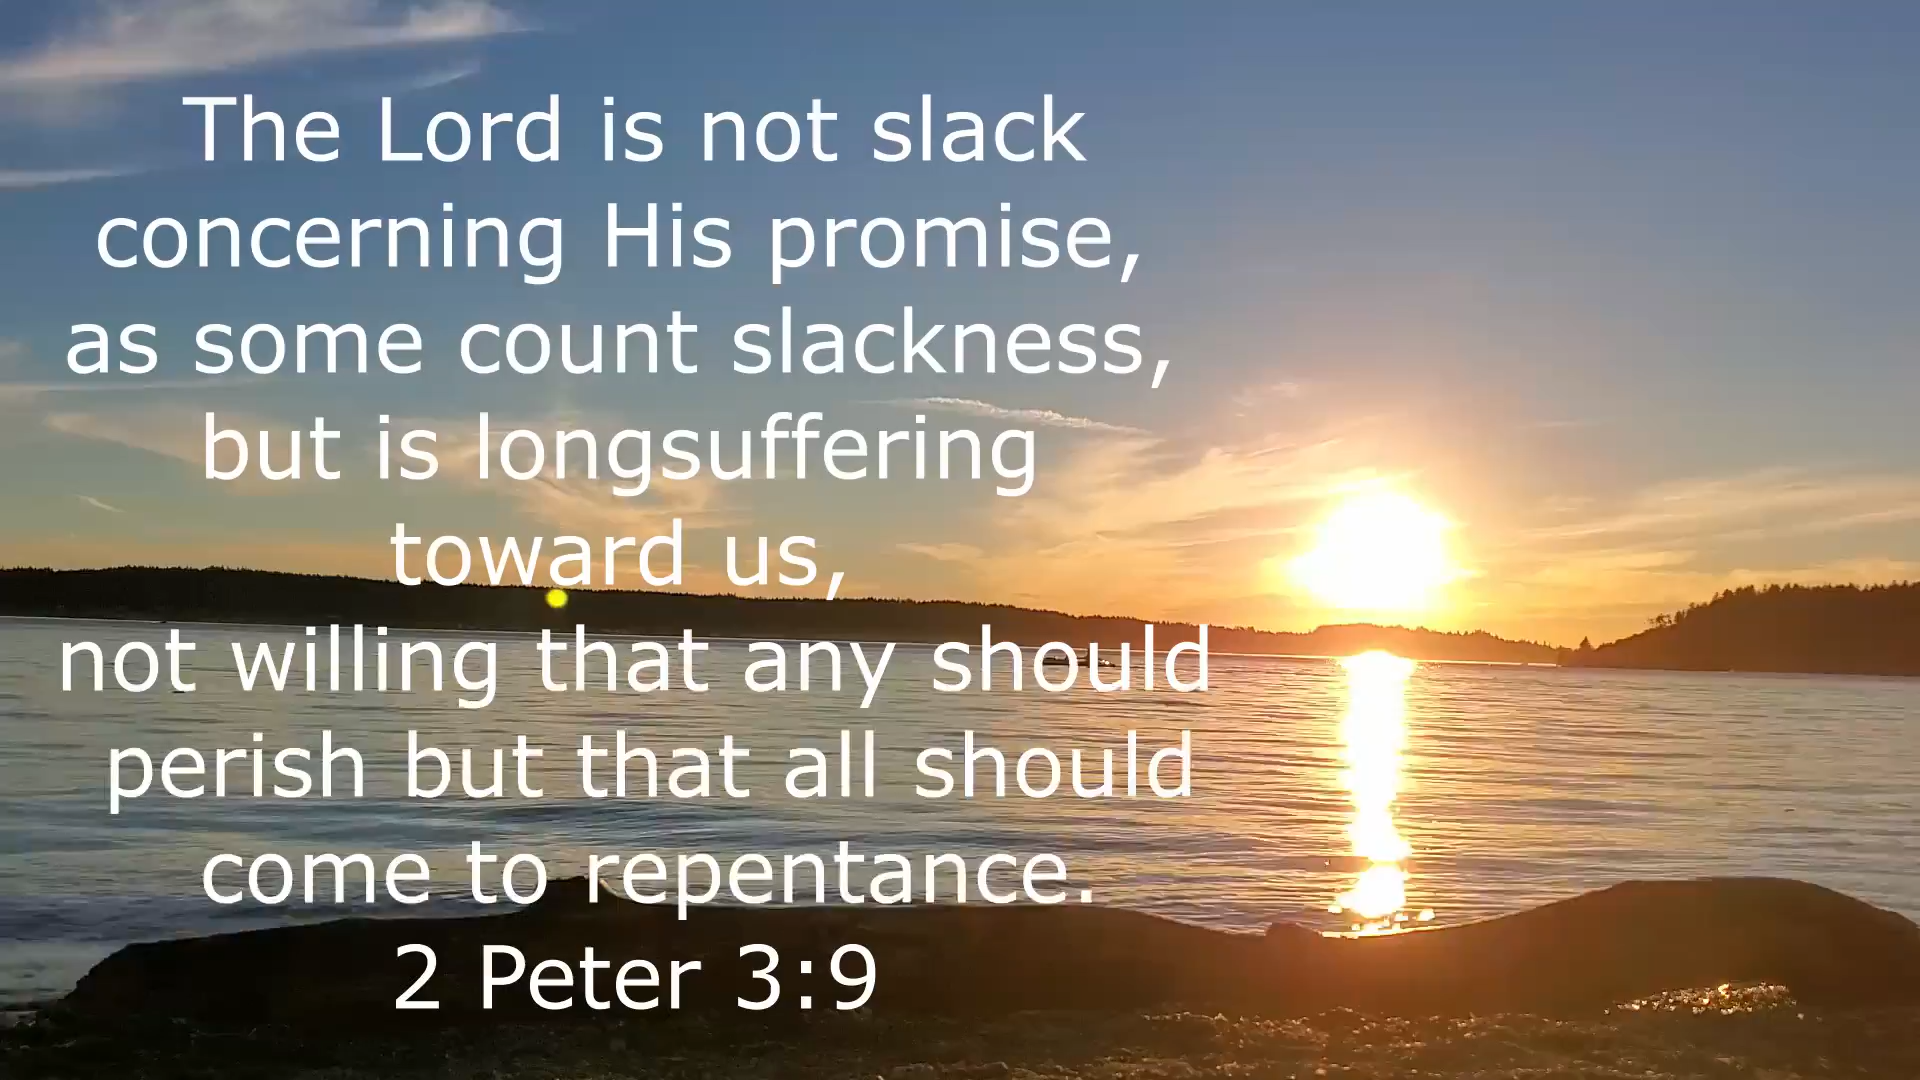 The Lord is not slack
concerning His promise,
as some count slackness,
but is longsuffering
toward us,
not willing that any should
perish but that all should
come to repentance.
2 Peter 3:9